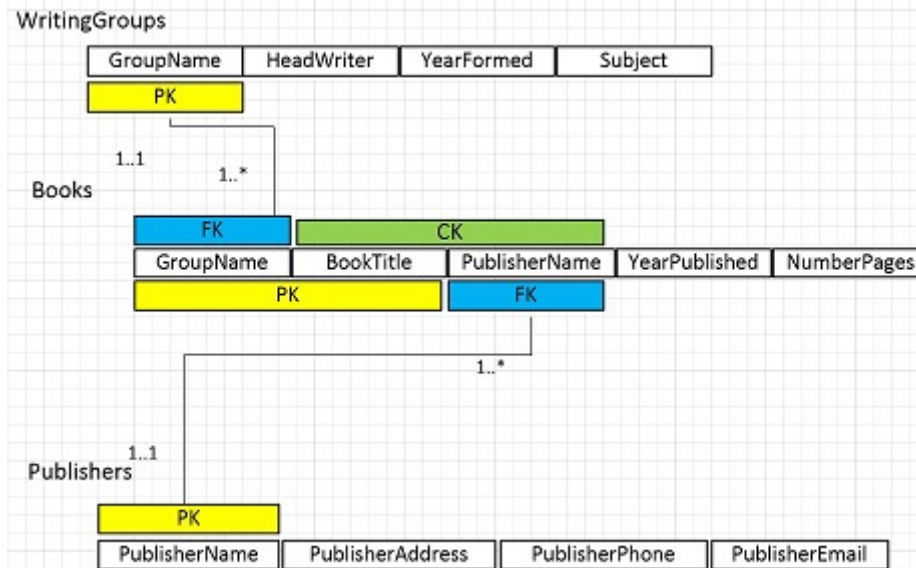 WritingGroups
GroupName HeadWriter YearFormed Subject
PK
1..1
1..*
Books
FK CK
GroupName BookTitle PublisherName YearPublished NumberPages
PK FK
1..*
1..1
Publishers
PK
PublisherName PublisherAddress PublisherPhone PublisherEmail